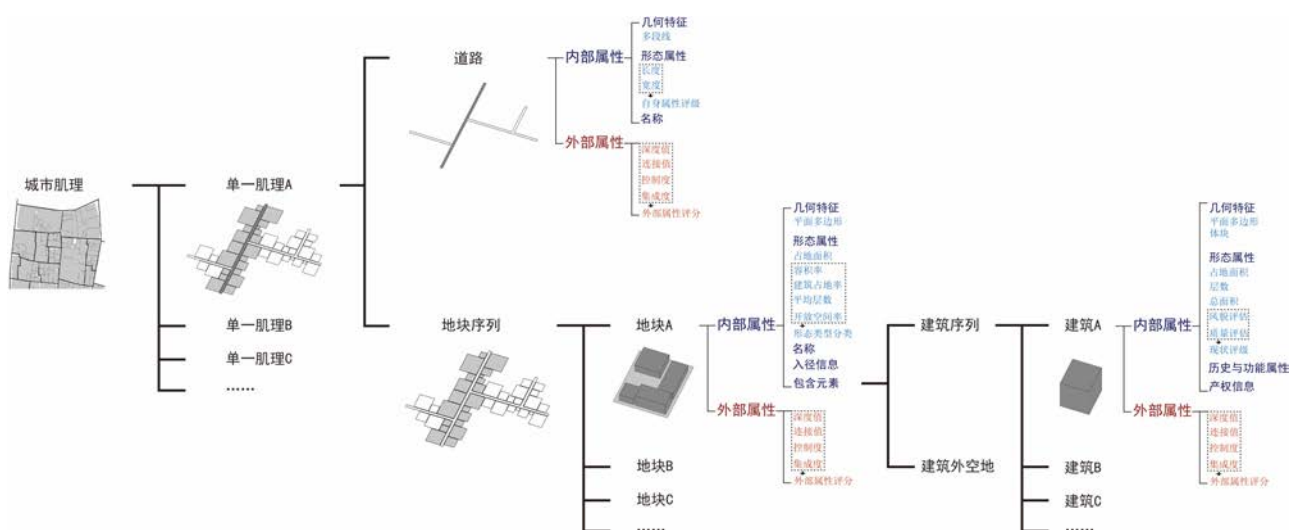 城市肌理
单一肌理A
单一肌理B
单一肌理C
……
道路
内部属性
几何特征
多段线
形态属性
长度
宽度
自身属性评级
名称
外部属性
深度值
连接值
控制度
集成度
外部属性评分
地块序列
地块A
内部属性
几何特征
平面多边形
形态属性
占地面积
容积率
建筑占地率
平均层数
开放空间率
形态类型分类
名称
入径信息
包含元素
外部属性
深度值
连接值
控制度
集成度
外部属性评分
地块B
地块C
……
建筑序列
建筑外空地
建筑A
内部属性
几何特征
平面多边形
体块
形态属性
占地面积
层数
总面积
风貌评估
质量评估
现状评级
历史与功能属性
产权信息
外部属性
深度值
连接值
控制度
集成度
外部属性评分
建筑B
建筑C
……